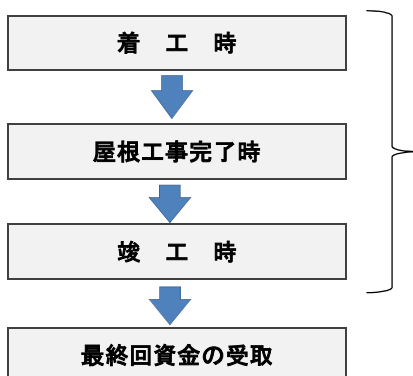 着　工　時
屋根工事完了時
竣　工　時
最終回資金の受取